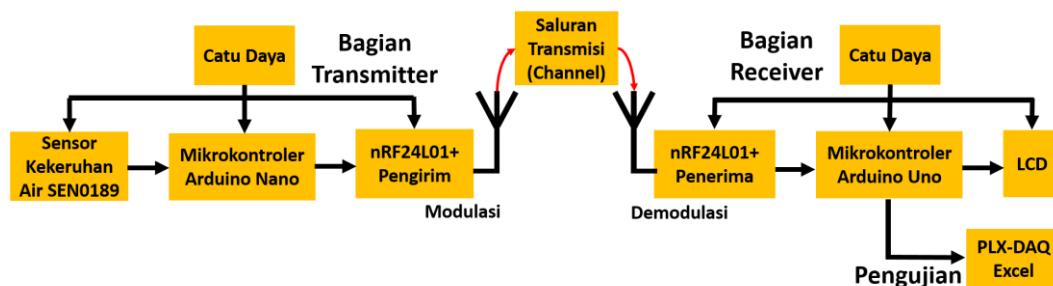 Catu Daya
Bagian
Transmitter
Saluran
Transmisi
(Channel)
Bagian
Receiver
Catu Daya
Sensor
Kekeruhan
Air SEN0189
Mikrokontroler
Arduino Nano
nRF24L01+
Pengirim
Modulasi
nRF24L01+
Penerima
Demodulasi
Mikrokontroler
Arduino Uno
LCD
Pengujian
PLX-DAQ
Excel